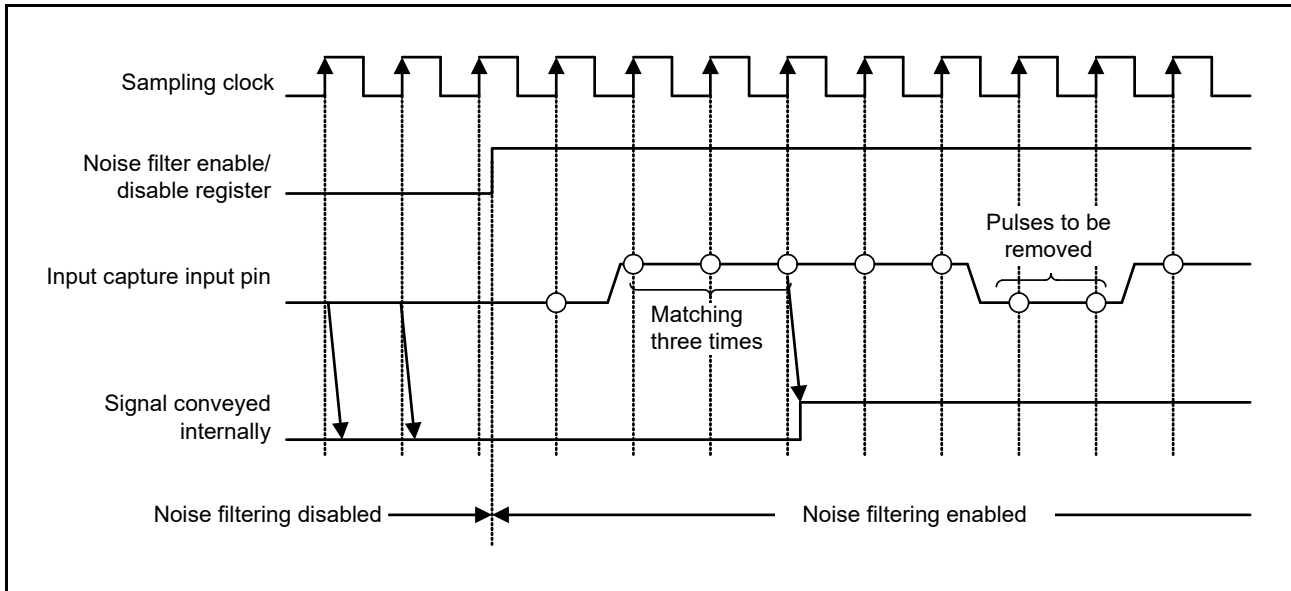 Sampling clock
Noise filter enable/
disable register
Pulses to be
removed
Input capture input pin
Matching
three times
Signal conveyed
internally
Noise filtering disabled
Noise filtering enabled